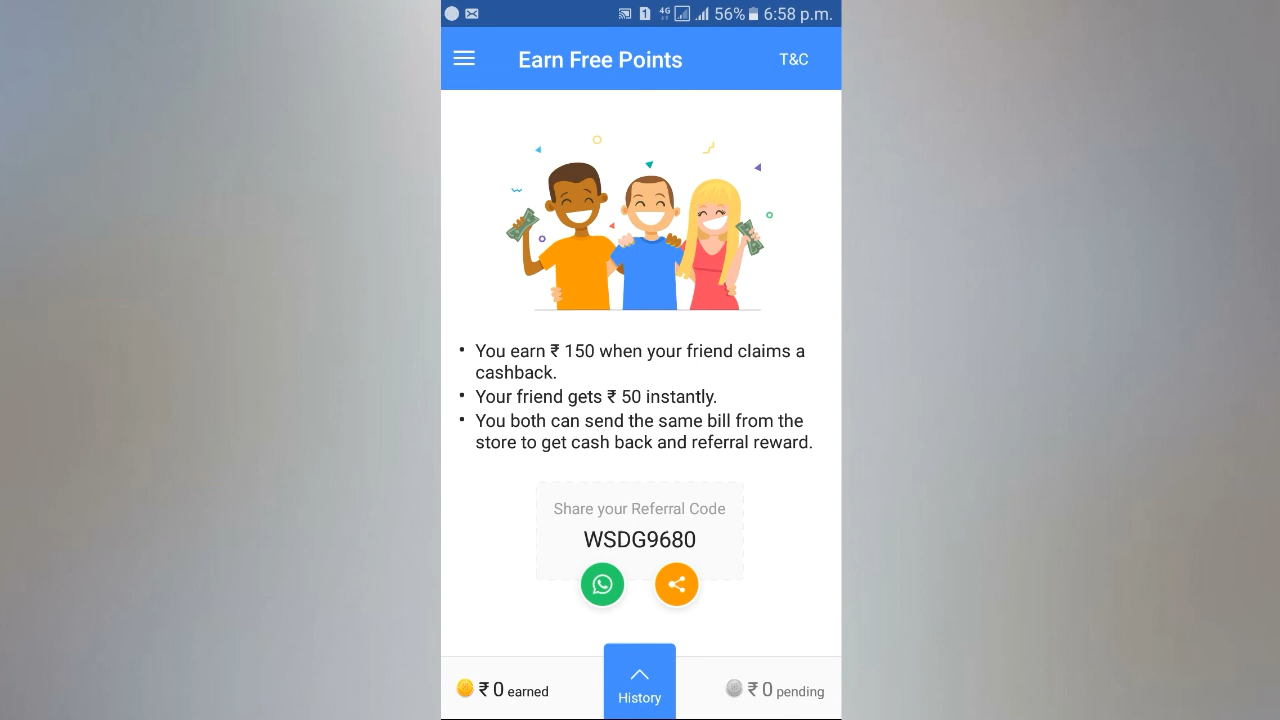 4G 1 56% 6:58 p.m.
Earn Free Points T&C
• You earn ₹ 150 when your friend claims a
cashback.
• Your friend gets ₹ 50 instantly.
• You both can send the same bill from the
store to get cash back and referral reward.
Share your Referral Code
WSDG9680
₹ 0 earned
History
₹ 0 pending